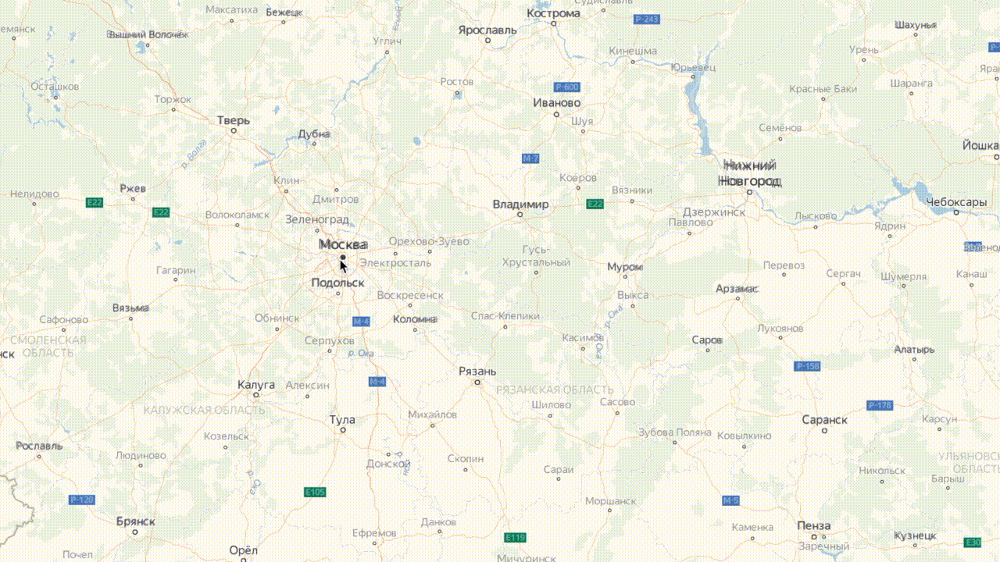 Максатиха
Бежецк
Кострома
Судиславль
Р-243
Ярославль
Шахунья
Вышний Волочёк
Углич
Кинешма
Урень
Юрьевец
Осташков
Ростов
Р-600
Шаранга
Красные Баки
Торжок
Иваново
Тверь
Шуя
Семёнов
Дубна
р. Волга
М-7
Нижний
Новгород
Клин
Ковров
Ржев
Вязники
Нелидово
E22
E22
Дмитров
Владимир
E22
Чебоксары
Волоколамск
Зеленоград
Дзержинск
Лысково
Павлово
Ядрин
Москва
Орехово-Зуево
Гусь-
Хрустальный
Электросталь
Гагарин
Муром
Перевоз
Сергач
Шумерля
Канаш
Подольск
Воскресенск
Выкса
Арзамас
Вязьма
Сафоново
Обнинск
М-4
Коломна
Спас-Клепики
р. Ока
Лукоянов
СМОЛЕНСКАЯ
ОБЛАСТЬ
Серпухов
р. Ока
Касимов
р. Ока
Саров
Алатырь
Р-158
Рязань
Калуга
Алексин
М-4
РЯЗАНСКАЯ ОБЛАСТЬ
КАЛУЖСКАЯ ОБЛАСТЬ
Шилово
Сасово
Р-178
Тула
Михайлов
Саранск
Карсун
Козельск
Зубова Поляна
Ковылкино
Рославль
Людиново
Донской
р. Дон
Скопин
Сараи
Никольск
Барыш
р. Ока
E105
Р-120
Моршанск
М-5
Брянск
Данков
Ефремов
E119
Каменка
Пенза
Заречный
Кузнецк
E30
Почеп
Орёл
Мичуринск